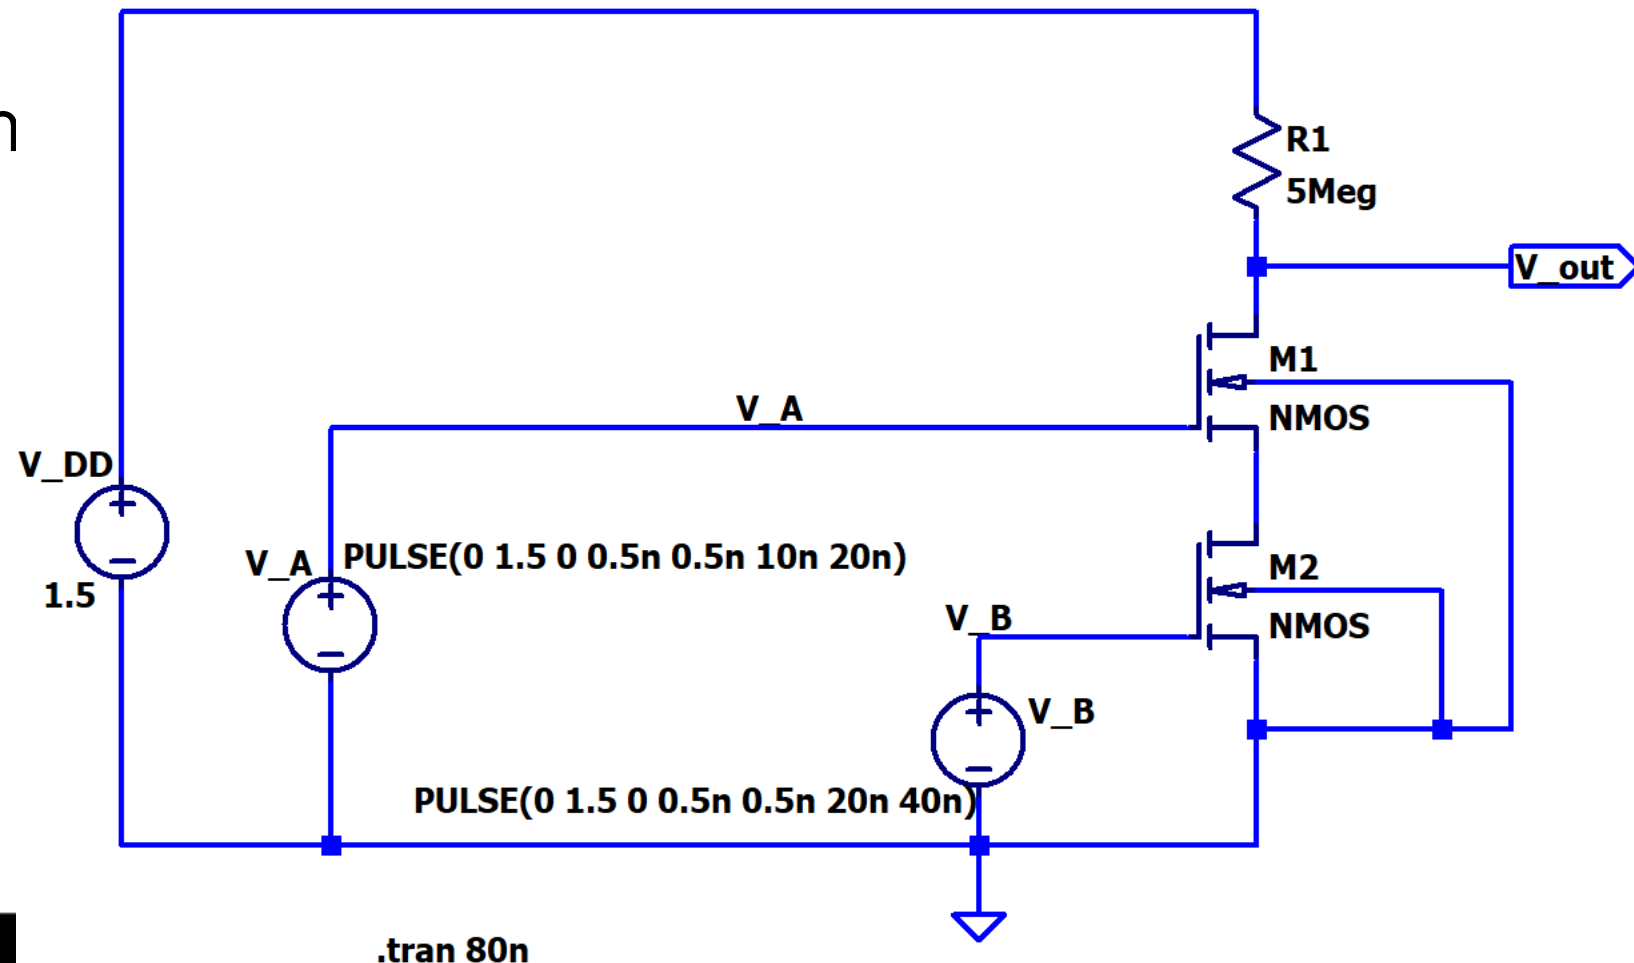 n
R1
5Meg
V_out
M1
NMOS
V_A
V_DD
1.5
V_A
PULSE(0 1.5 0 0.5n 0.5n 10n 20n)
M2
NMOS
V_B
V_B
PULSE(0 1.5 0 0.5n 0.5n 20n 40n)
.tran 80n